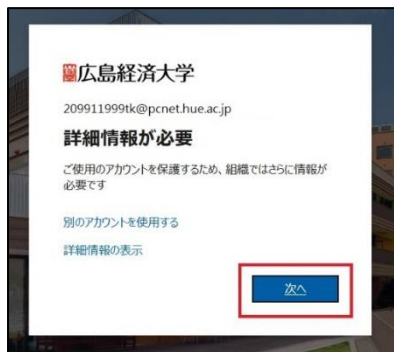 広島経済大学
209911999tk@pcnet.hue.ac.jp
詳細情報が必要
ご使用のアカウントを保護するため、組織ではさらに情報が
必要です
別のアカウントを使用する
詳細情報の表示
次へ